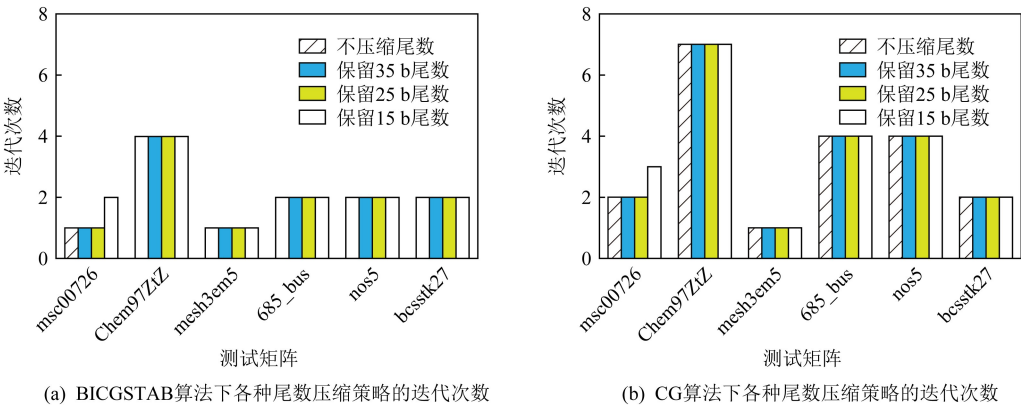 8
6
4
2
0
迭代次数
不压缩尾数
保留35 b尾数
保留25 b尾数
保留15 b尾数
msc00726
Chem97ZtZ
mesh3em5
685_bus
nos5
bcsstk27
测试矩阵
(a) BICGSTAB算法下各种尾数压缩策略的迭代次数
8
6
4
2
0
迭代次数
不压缩尾数
保留35 b尾数
保留25 b尾数
保留15 b尾数
msc00726
Chem97ZtZ
mesh3em5
685_bus
nos5
bcsstk27
测试矩阵
(b) CG算法下各种尾数压缩策略的迭代次数